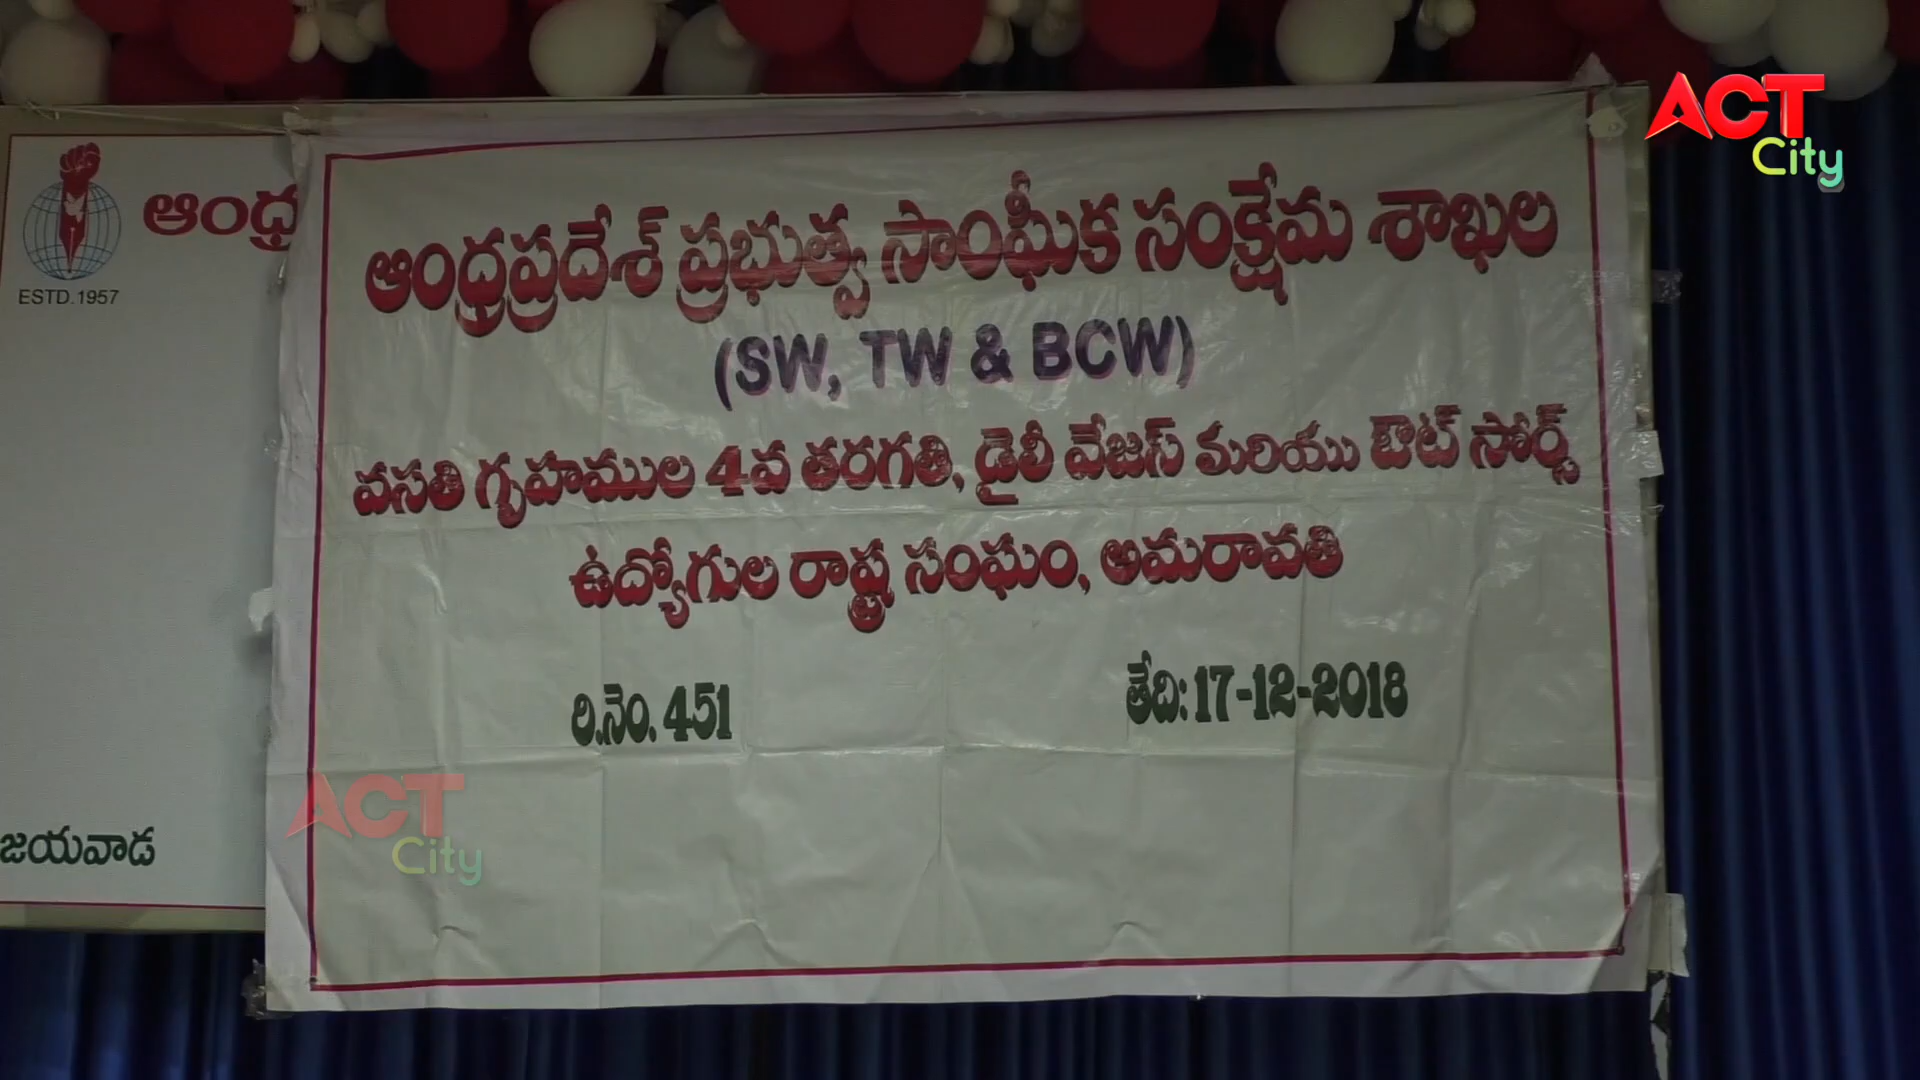 ACT
City
ఆంధ్ర
ESTD.1957
జయవాడ
ఆంధ్రప్రదేశ్ ప్రభుత్వ సాంఘీక సంక్షేమ శాఖల
(SW, TW & BCW)
వసతి గృహముల 4వ తరగతి, డైలీ వేజస్ మరియు ఔట్ సోర్స్
ఉద్యోగుల రాష్ట్ర సంఘం, అమరావతి
రి.నెం. 451 తేది: 17-12-2018
ACT
City